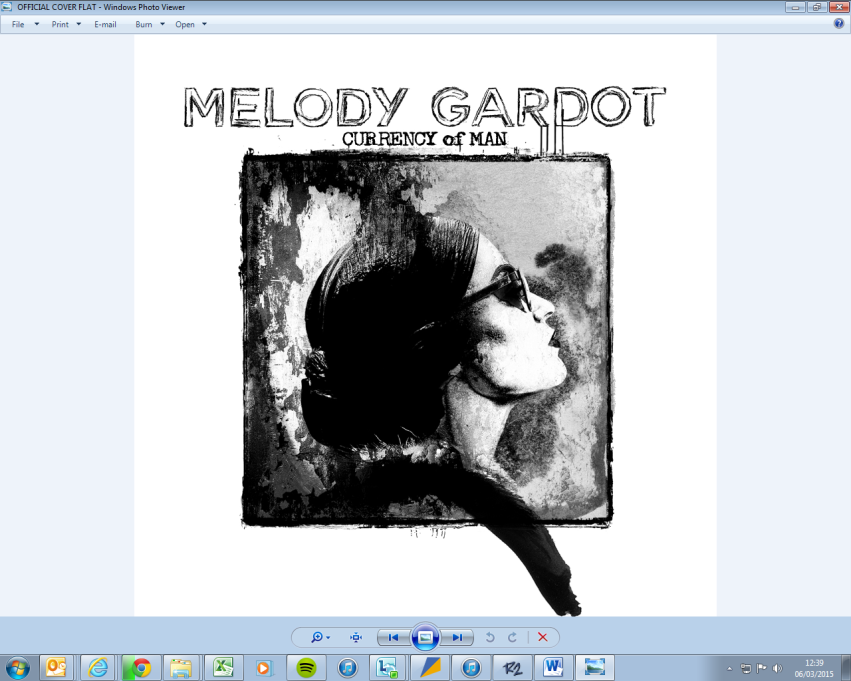 OFFICIAL COVER FLAT - Windows Photo Viewer
File Print E-mail Burn Open
MELODY GARDOT
CURRENCY of MAN
R2
12:39
06/03/2015